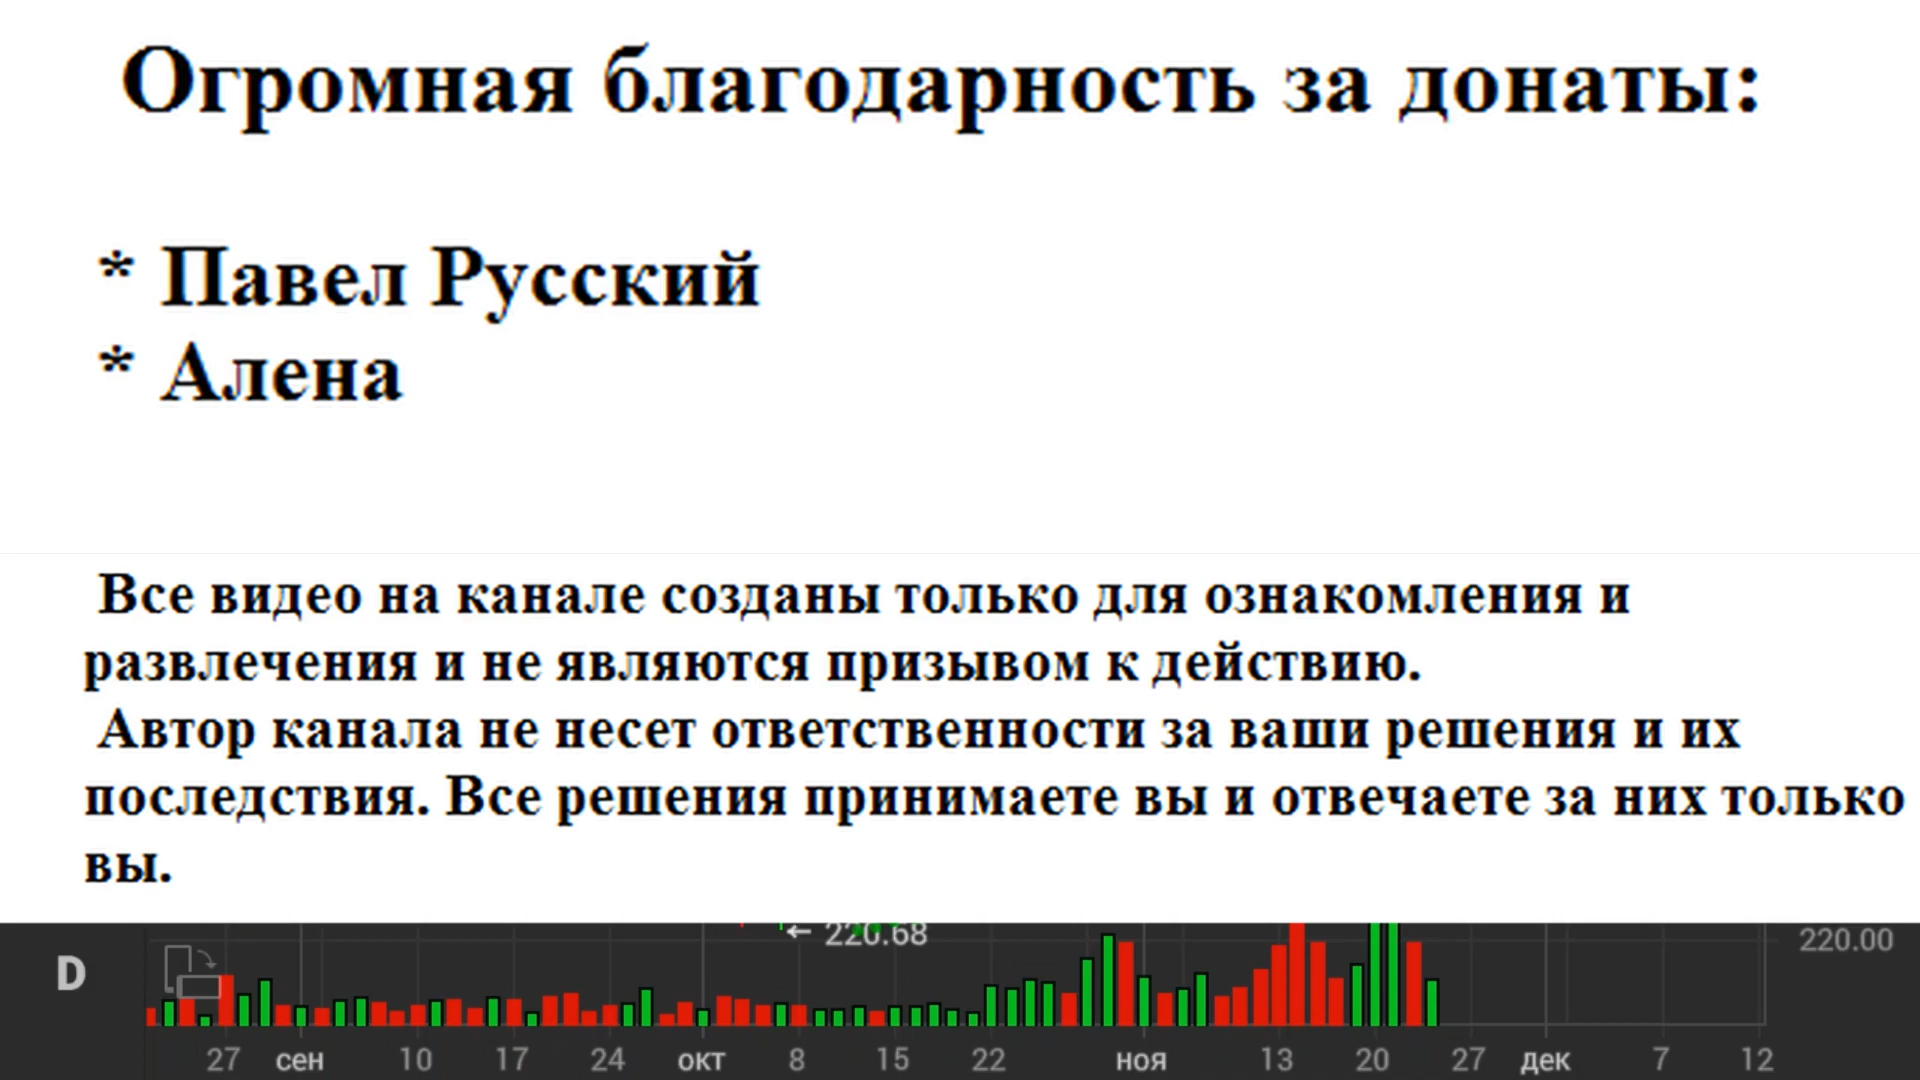 Огромная благодарность за донаты:
* Павел Русский
* Алена
Все видео на канале созданы только для ознакомления и
развлечения и не являются призывом к действию.
Автор канала не несет ответственности за ваши решения и их
последствия. Все решения принимаете вы и отвечаете за них только
вы.
← 220.68
220.00
D
27 сен 10 17 24 окт 8 15 22 ноя 13 20 27 дек 7 12